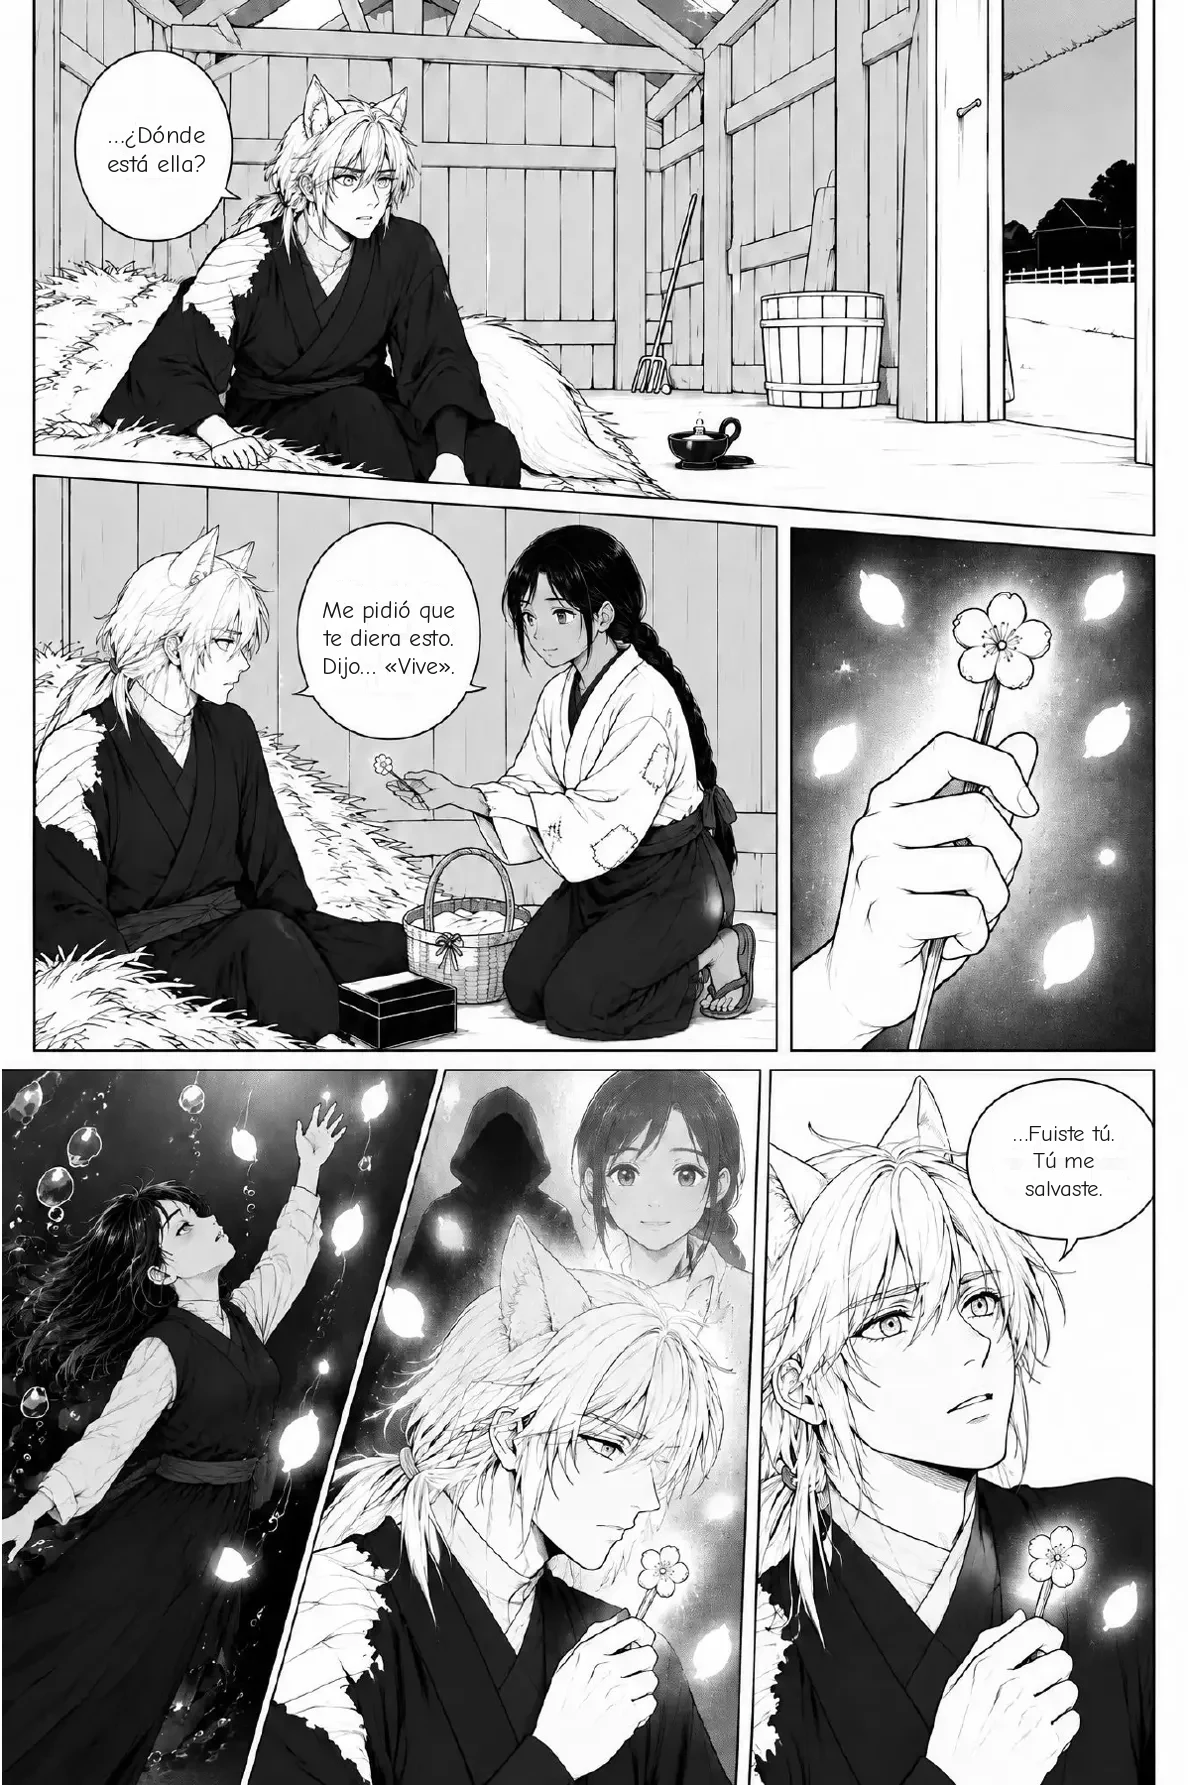 ...¿Dónde
está ella?
Me pidió que
te diera esto.
Dijo... «Vive».
...Fuiste tú.
Tú me
salvaste.